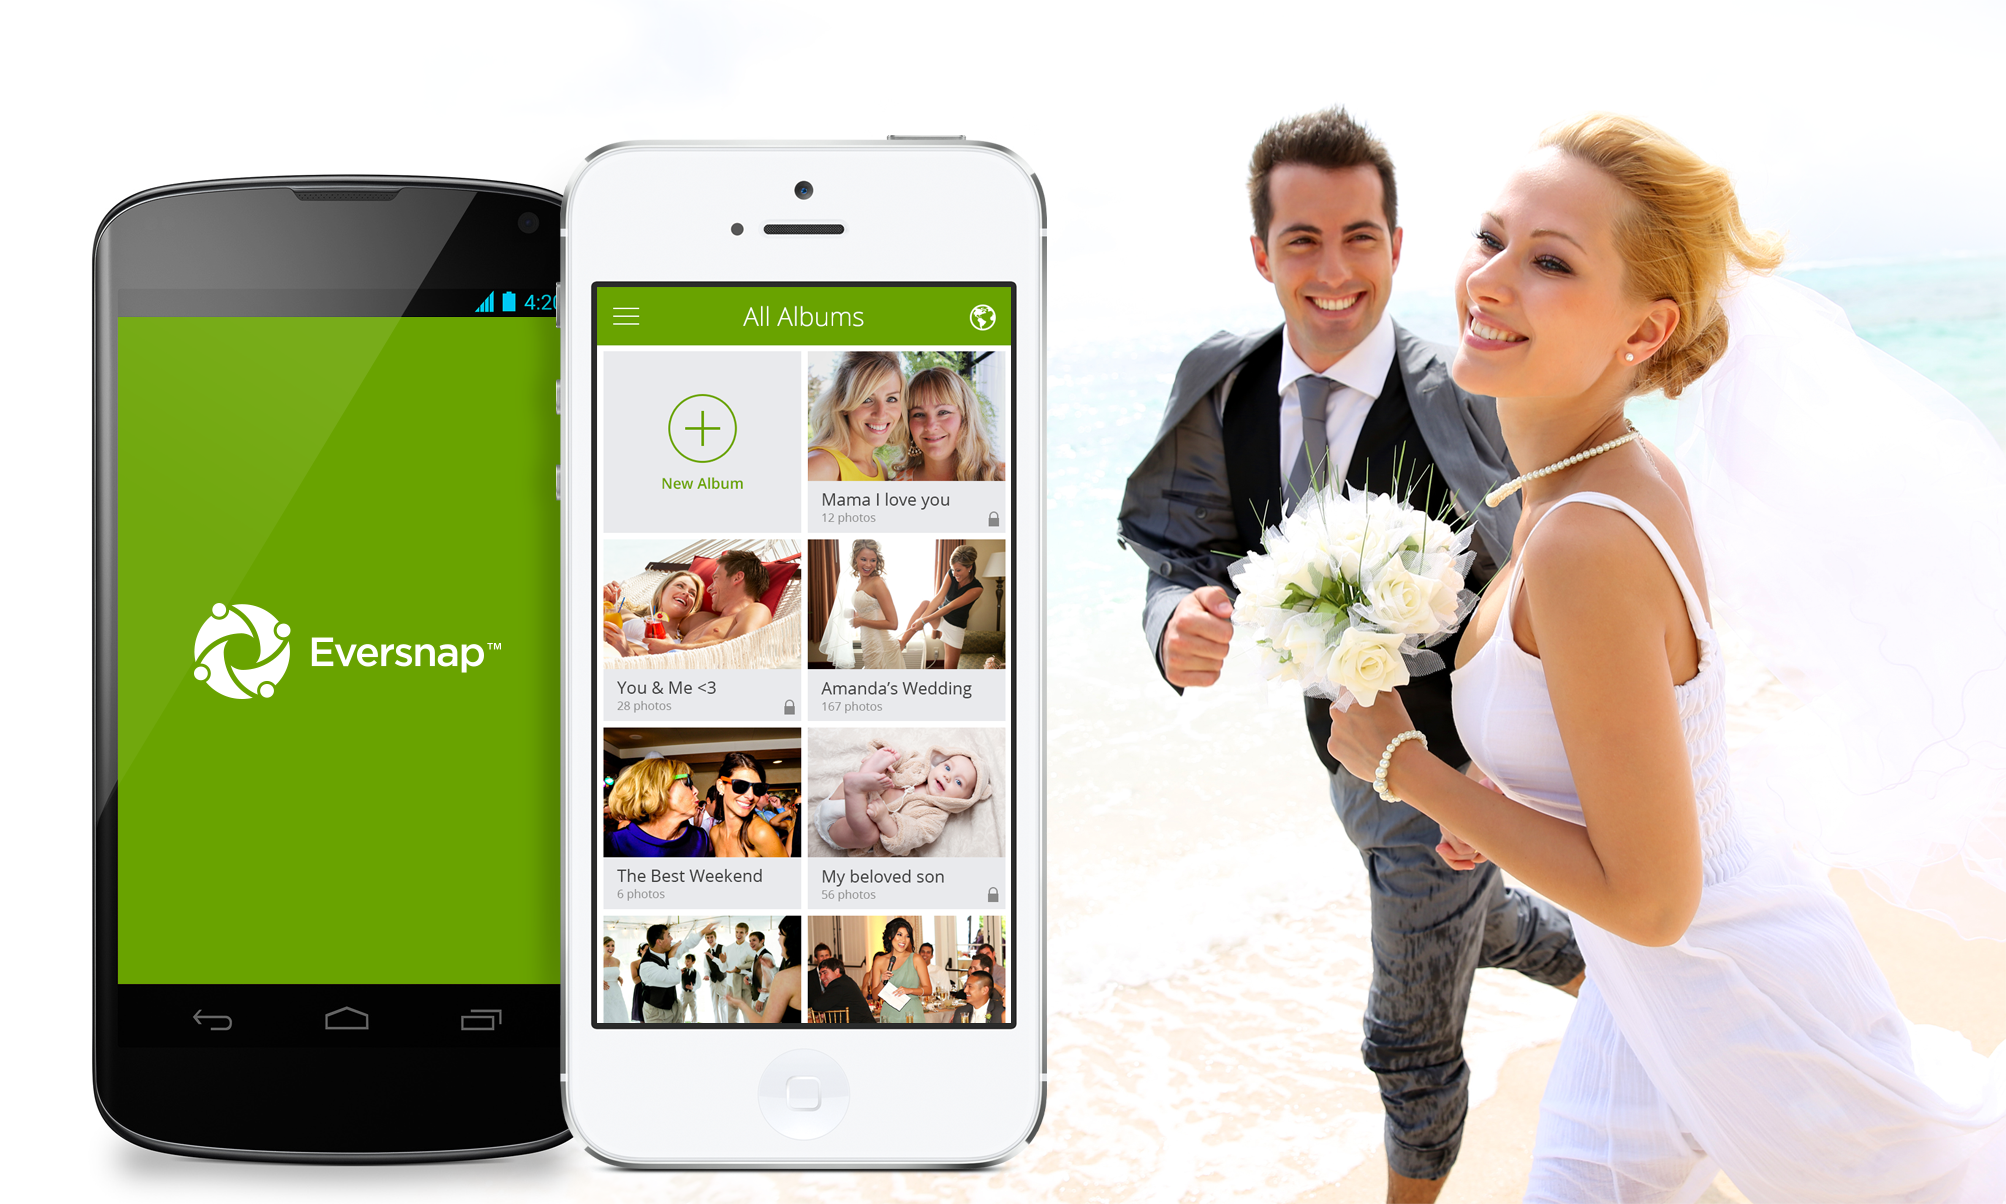 4:20
Eversnap™
All Albums
New Album
Mama I love you
12 photos
You & Me <3
28 photos
Amanda's Wedding
167 photos
The Best Weekend
6 photos
My beloved son
56 photos